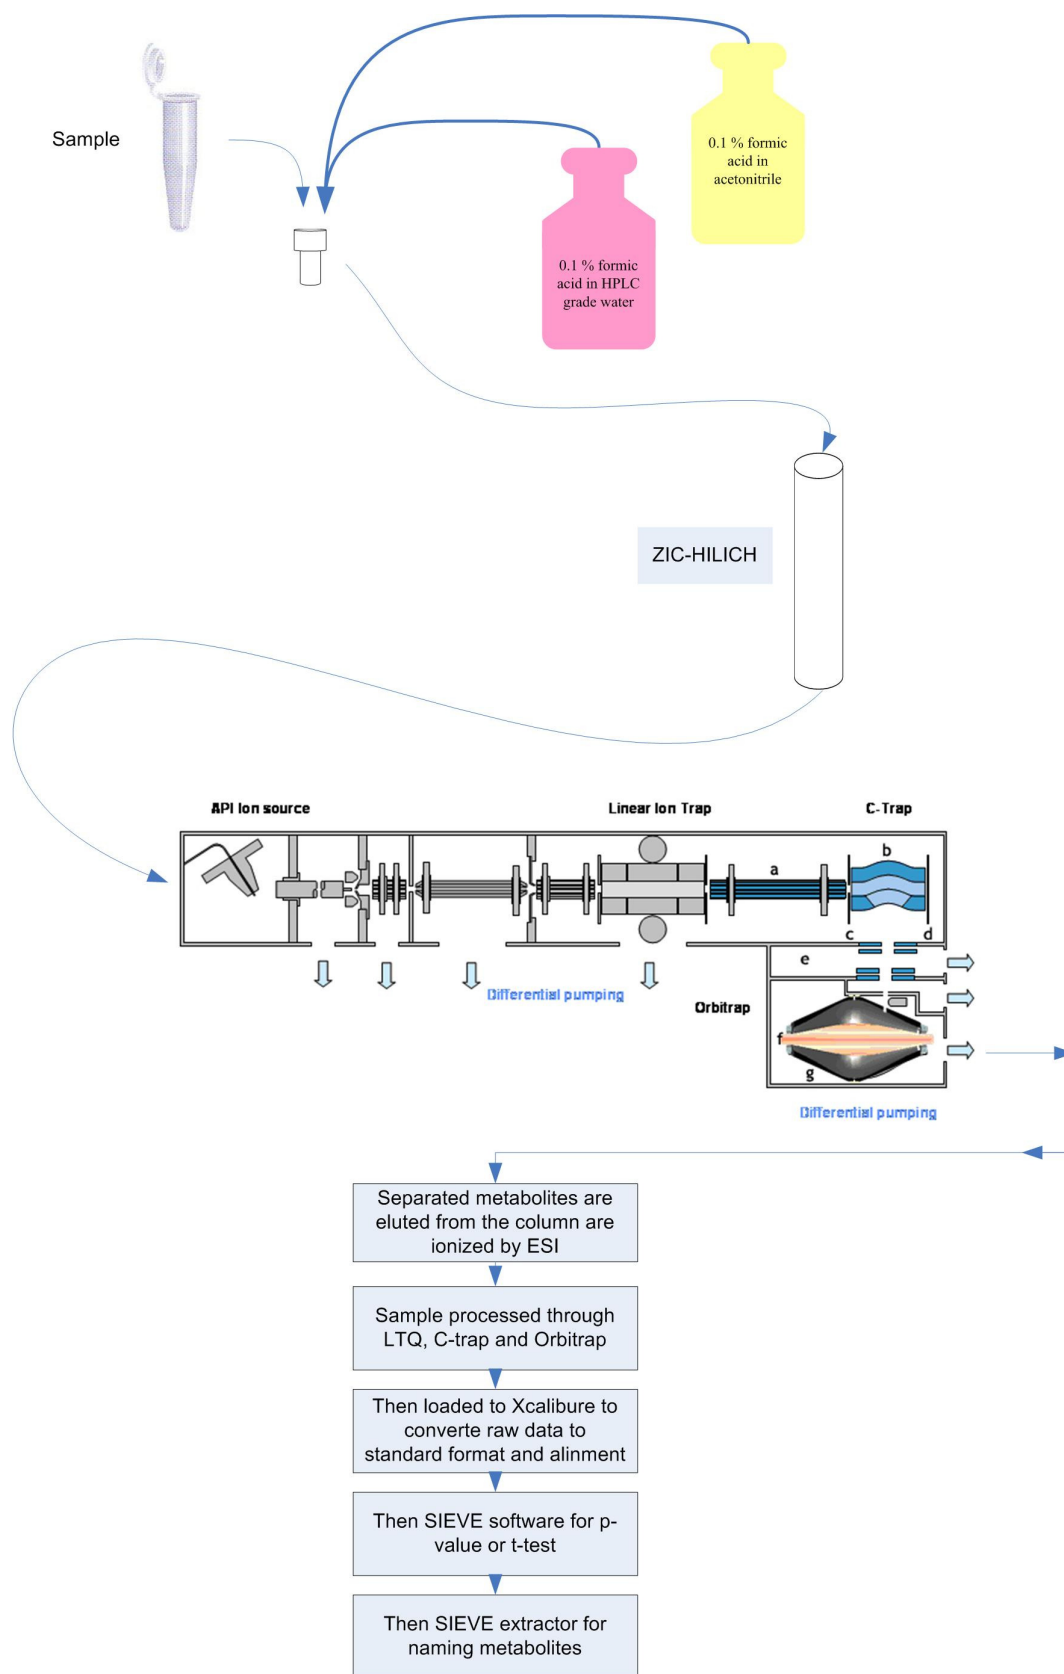 Sample
0.1 % formic
acid in
acetonitrile
0.1 % formic
acid in HPLC
grade water
ZIC-HILICH
API Ion source
Linear Ion Trap
C-Trap
b
a
c
d
e
Differential pumping
Orbitrap
f
g
Differential pumping
Separated metabolites are
eluted from the column are
ionized by ESI
Sample processed through
LTQ, C-trap and Orbitrap
Then loaded to Xcalibure to
converte raw data to
standard format and alinment
Then SIEVE software for p-
value or t-test
Then SIEVE extractor for
naming metabolites